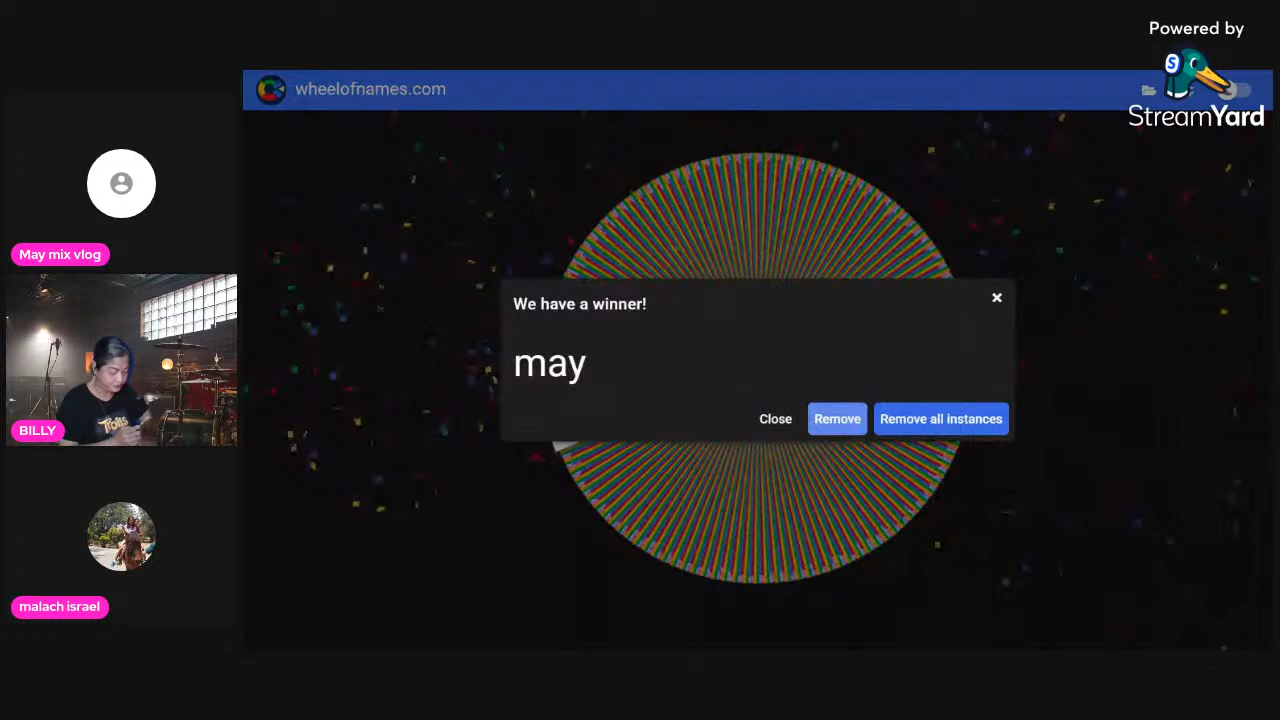 Powered by
StreamYard
wheelofnames.com
May mix vlog
We have a winner!
may
Close
Remove
Remove all instances
Trolls
BILLY
malach israel